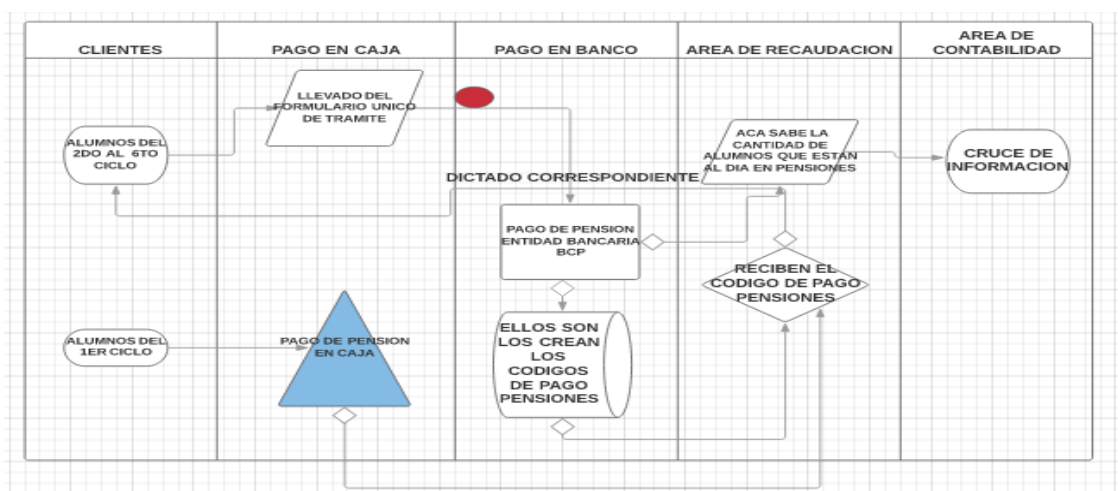 CLIENTES
PAGO EN CAJA
PAGO EN BANCO
AREA DE RECAUDACION
AREA DE
CONTABILIDAD
LLEVADO DEL
FORMULARIO UNICO
DE TRAMITE
ALUMNOS DEL
2DO AL 6TO
CICLO
ACA SABE LA
CANTIDAD DE
ALUMNOS QUE ESTAN
AL DIA EN PENSIONES
CRUCE DE
INFORMACION
DICTADO CORRESPONDIENTE
PAGO DE PENSION
ENTIDAD BANCARIA
BCP
RECIBEN EL
CODIGO DE PAGO
PENSIONES
ALUMNOS DEL
1ER CICLO
PAGO DE PENSION
EN CAJA
ELLOS SON
LOS CREAN
LOS
CODIGOS
DE PAGO
PENSIONES